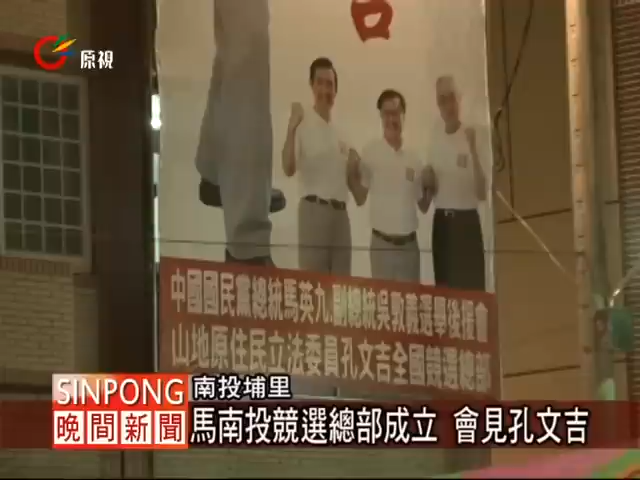 原視
吉
中國國民黨總統馬英九.副總統吳敦義選舉後援會
山地原住民立法委員孔文吉全國競選總部
SINPONG
南投埔里
晚間新聞
馬南投競選總部成立 會見孔文吉